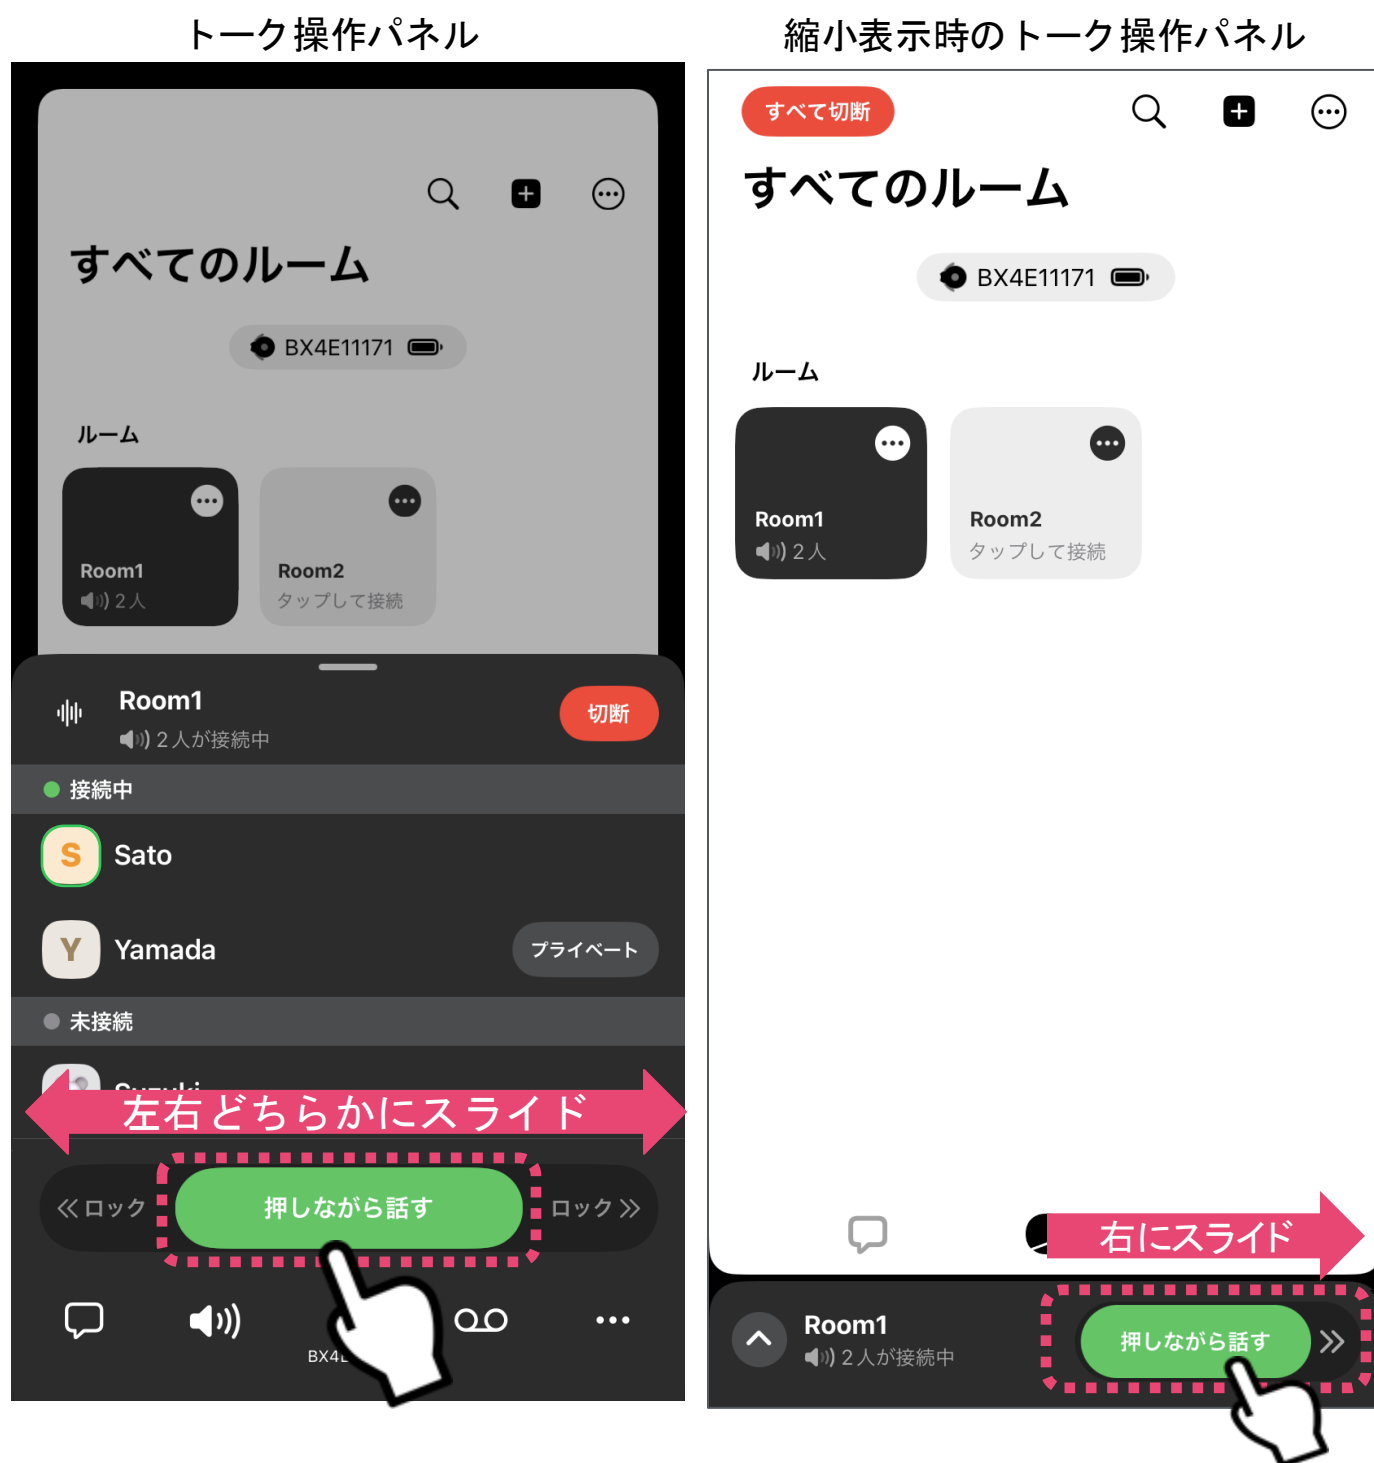 トーク操作パネル
すべてのルーム
BX4E11171
ルーム
Room1
2人
Room2
タップして接続
Room1
2人が接続中
切断
接続中
S
Sato
Y
Yamada
プライベート
未接続
左右どちらかにスライド
ロック
押しながら話す
ロック
縮小表示時のトーク操作パネル
すべて切断
すべてのルーム
BX4E11171
ルーム
Room1
2人
Room2
タップして接続
右にスライド
Room1
2人が接続中
押しながら話す